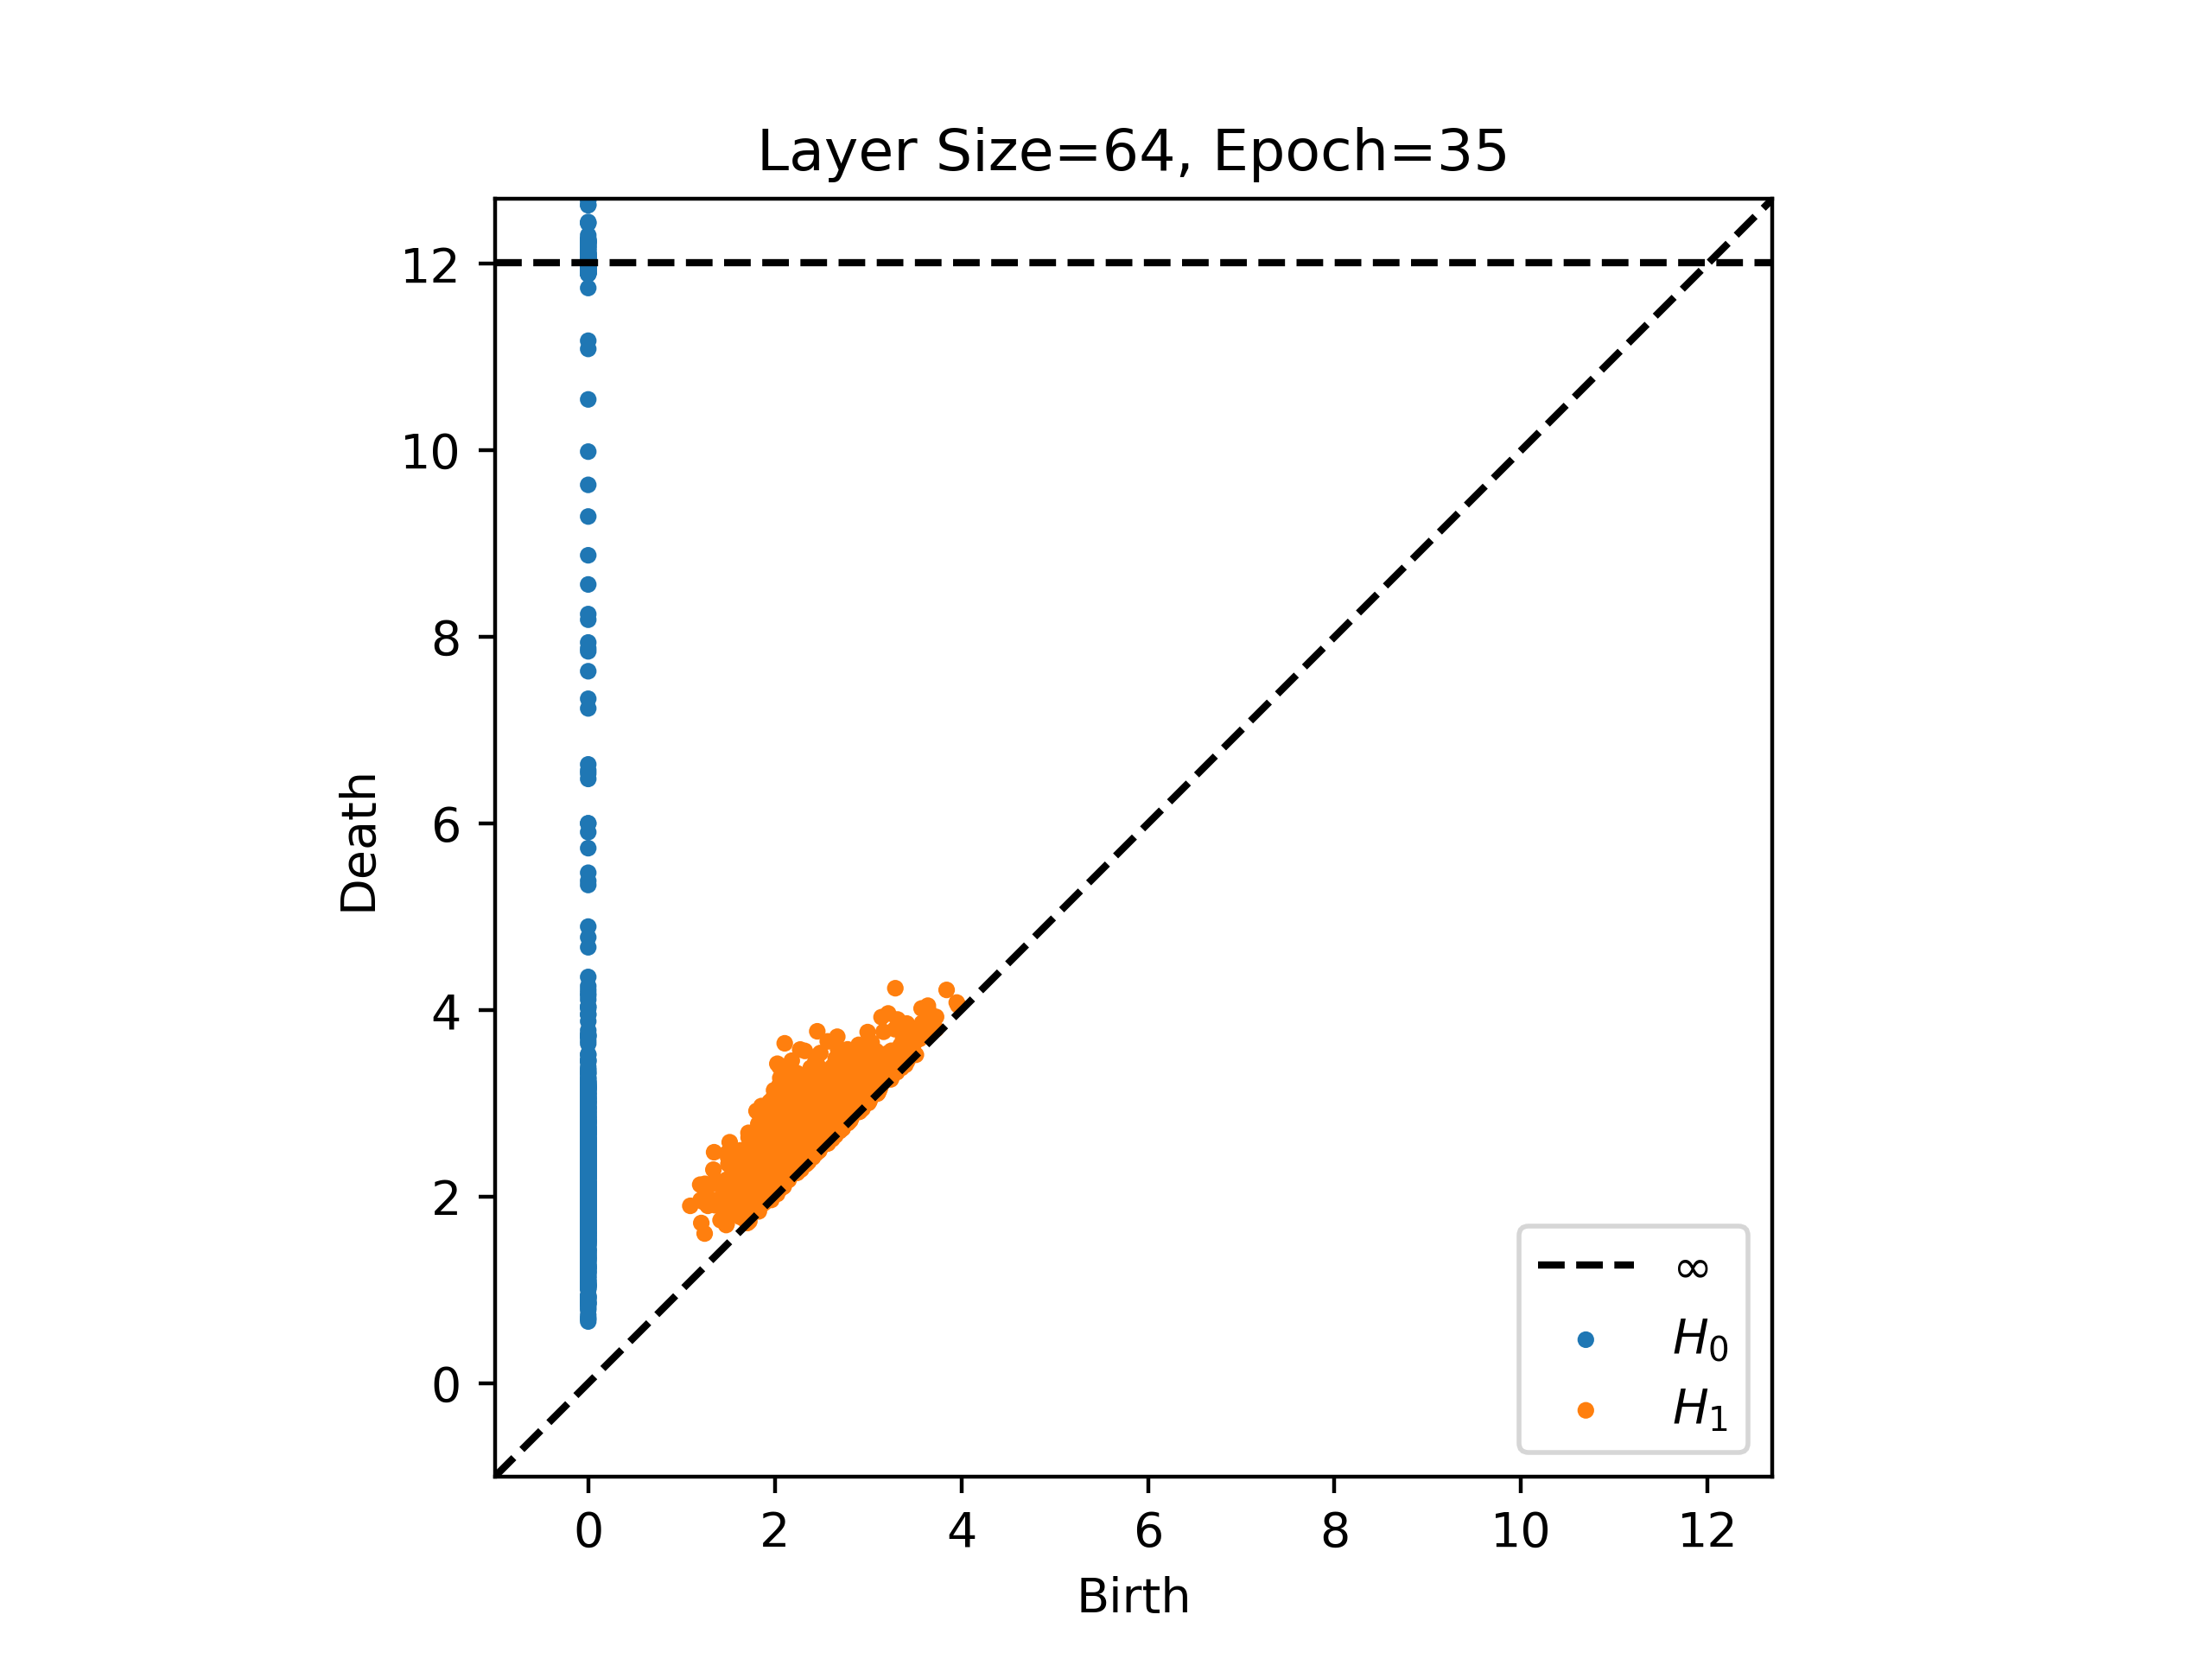 Layer Size=64, Epoch=35
12
10
8
6
4
2
0
Death
0 2 4 6 8 10 12
Birth
∞
H₀
H₁